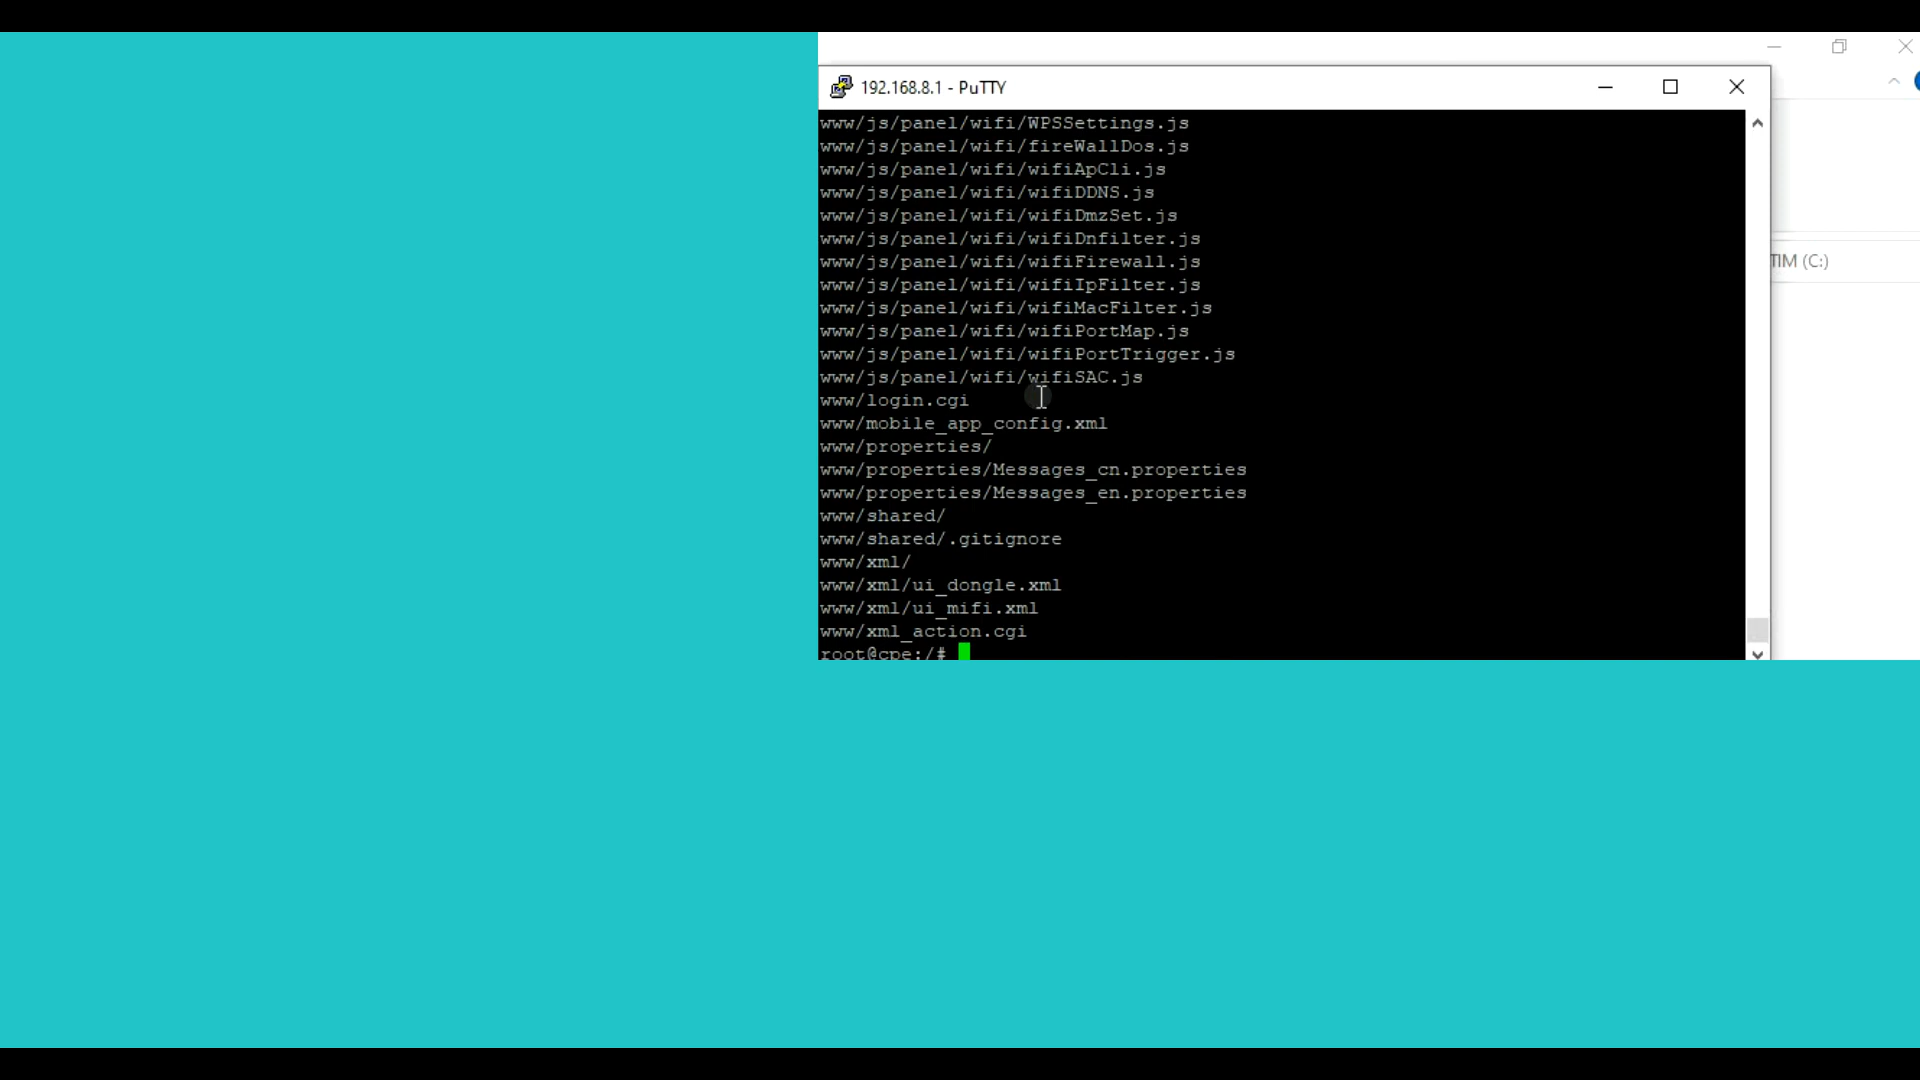 192.168.8.1 - PuTTY
www/js/panel/wifi/WPSSettings.js
www/js/panel/wifi/fireWallDos.js
www/js/panel/wifi/wifiApCli.js
www/js/panel/wifi/wifiDDNS.js
www/js/panel/wifi/wifiDmzSet.js
www/js/panel/wifi/wifiDnfilter.js
www/js/panel/wifi/wifiFirewall.js
www/js/panel/wifi/wifiIpFilter.js
www/js/panel/wifi/wifiMacFilter.js
www/js/panel/wifi/wifiPortMap.js
www/js/panel/wifi/wifiPortTrigger.js
www/js/panel/wifi/wifiSAC.js
www/login.cgi
www/mobile_app_config.xml
www/properties/
www/properties/Messages_cn.properties
www/properties/Messages_en.properties
www/shared/
www/shared/.gitignore
www/xml/
www/xml/ui_dongle.xml
www/xml/ui_mifi.xml
www/xml_action.cgi
root@cpe:/#
TIM (C:)